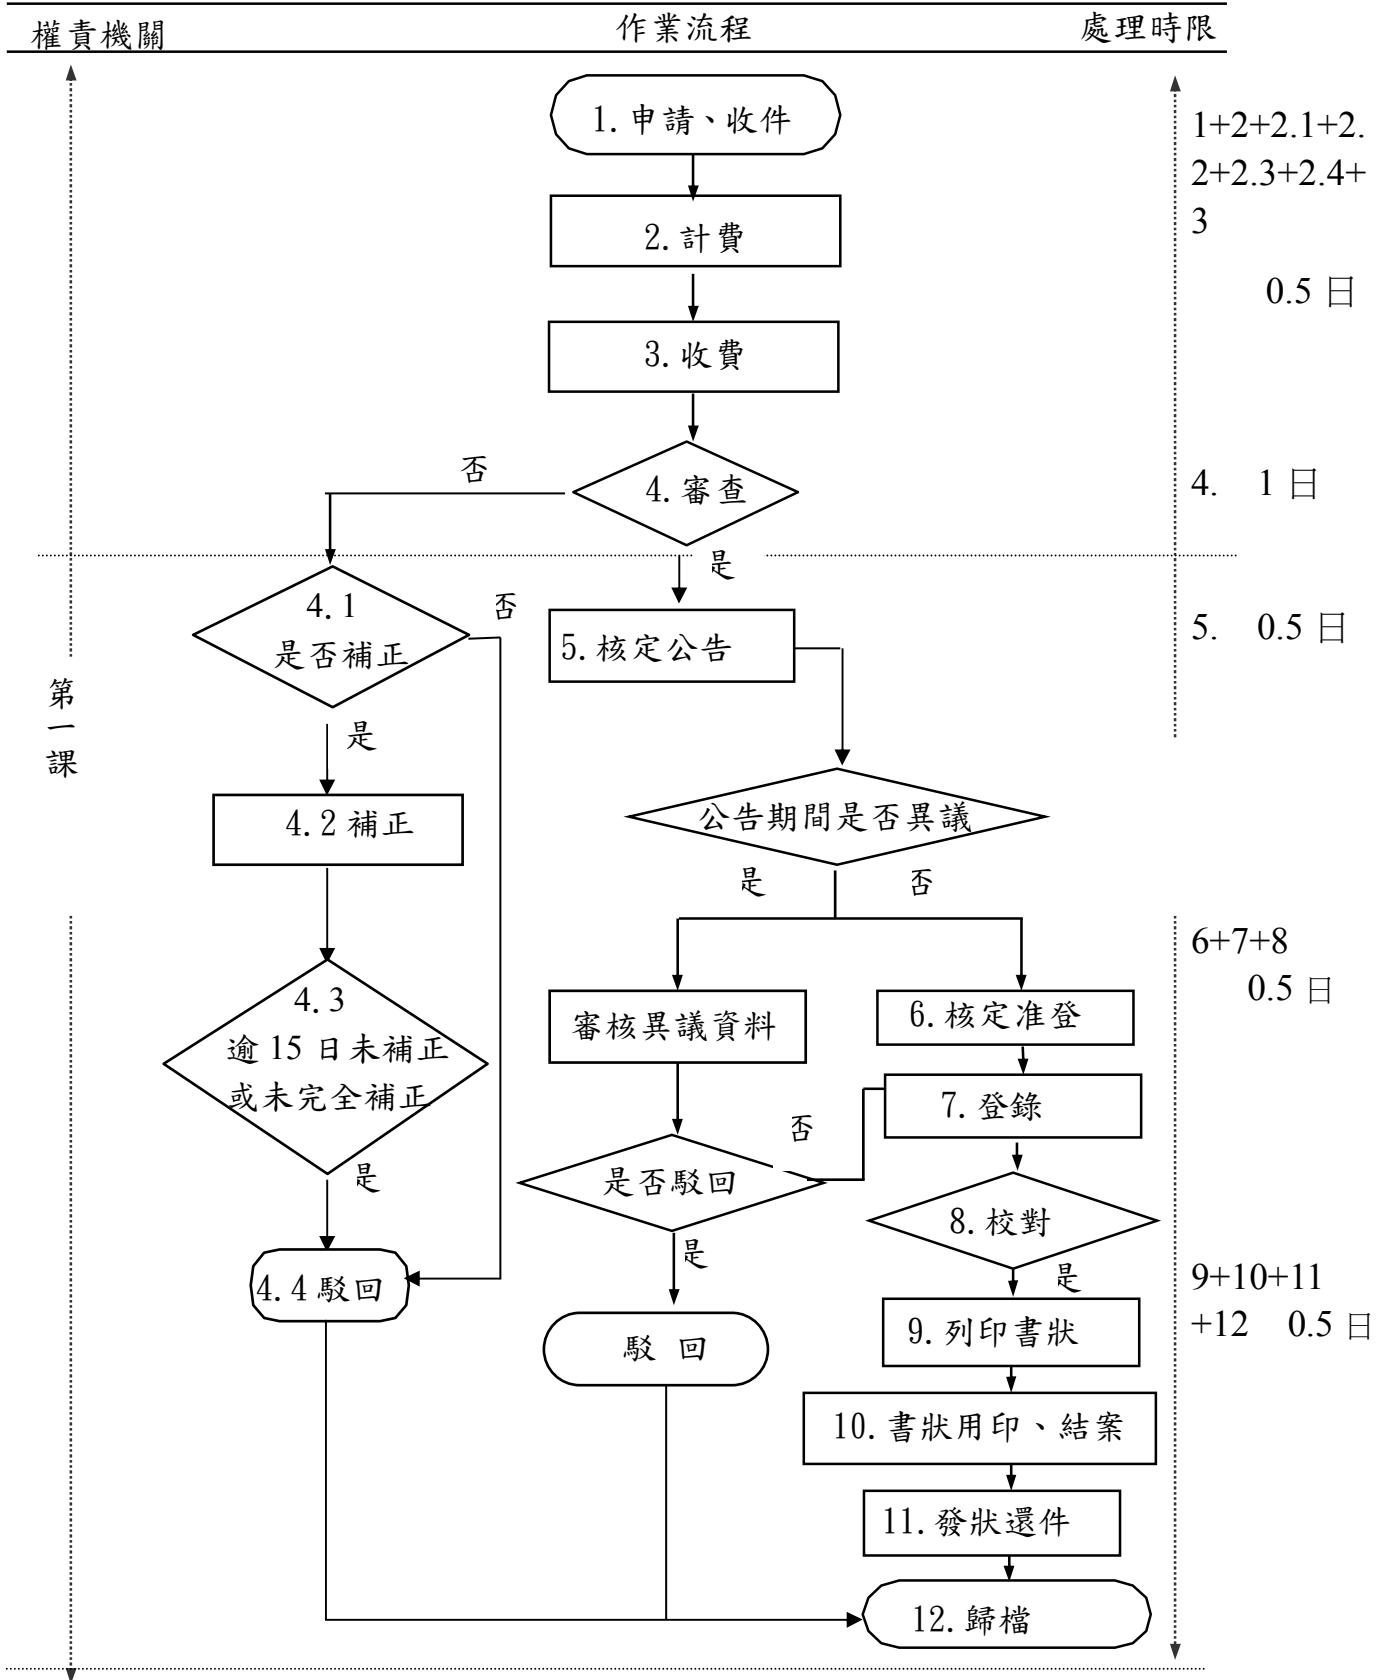 權責機關
作業流程
處理時限
1.申請、收件
1+2+2.1+2.
2+2.3+2.4+
3
0.5 日
2.計費
3.收費
否
4.審查
4. 1 日
是
4.1
是否補正
否
5.核定公告
5. 0.5 日
第
一
課
是
4.2 補正
公告期間是否異議
是
否
6+7+8
0.5 日
4.3
逾 15 日未補正
或未完全補正
審核異議資料
6.核定准登
7.登錄
否
是
是否駁回
8.校對
是
是
4.4 駁回
9+10+11
+12 0.5 日
9.列印書狀
駁 回
10.書狀用印、結案
11.發狀還件
12.歸檔